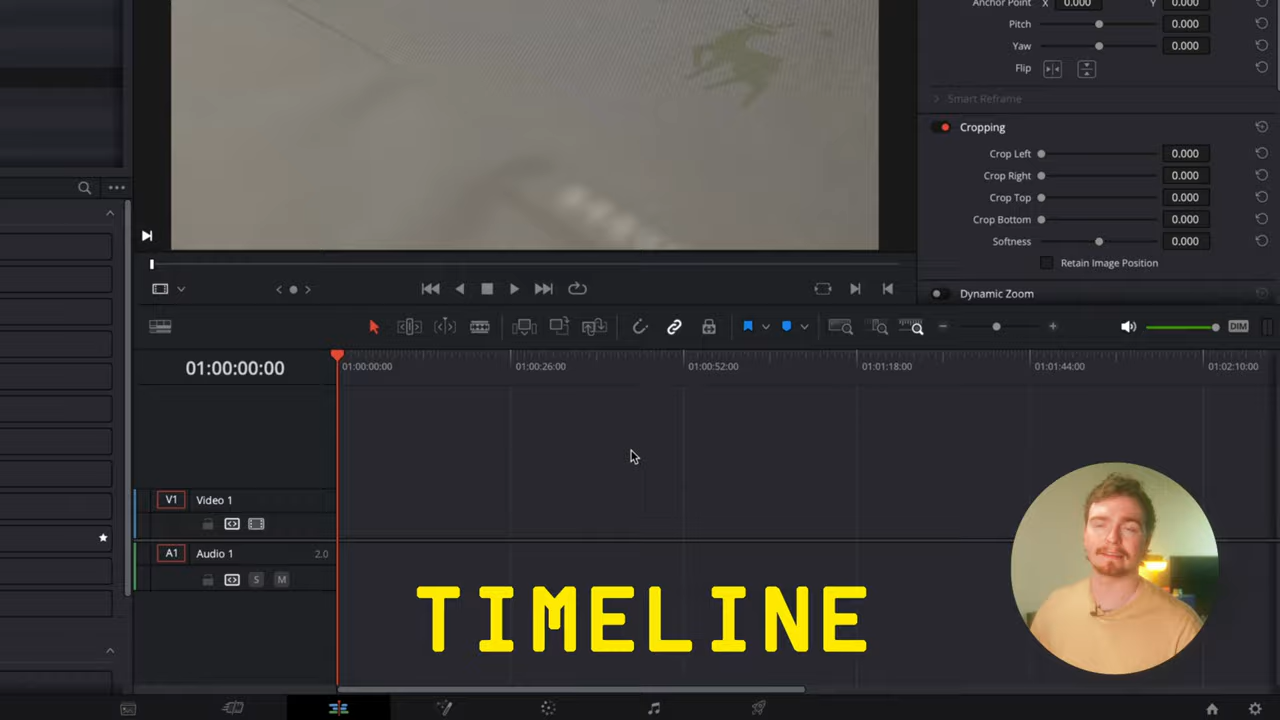 Anchor Point X 0.000 Y 0.000
Pitch 0.000
Yaw 0.000
Flip
Smart Reframe
Cropping
Crop Left 0.000
Crop Right 0.000
Crop Top 0.000
Crop Bottom 0.000
Softness 0.000
Retain Image Position
Dynamic Zoom
DIM
01:00:00:00
01:00:00:00 01:00:26:00 01:00:52:00 01:01:18:00 01:01:44:00 01:02:10:00
V1 Video 1
A1 Audio 1 2.0
S M
TIMELINE